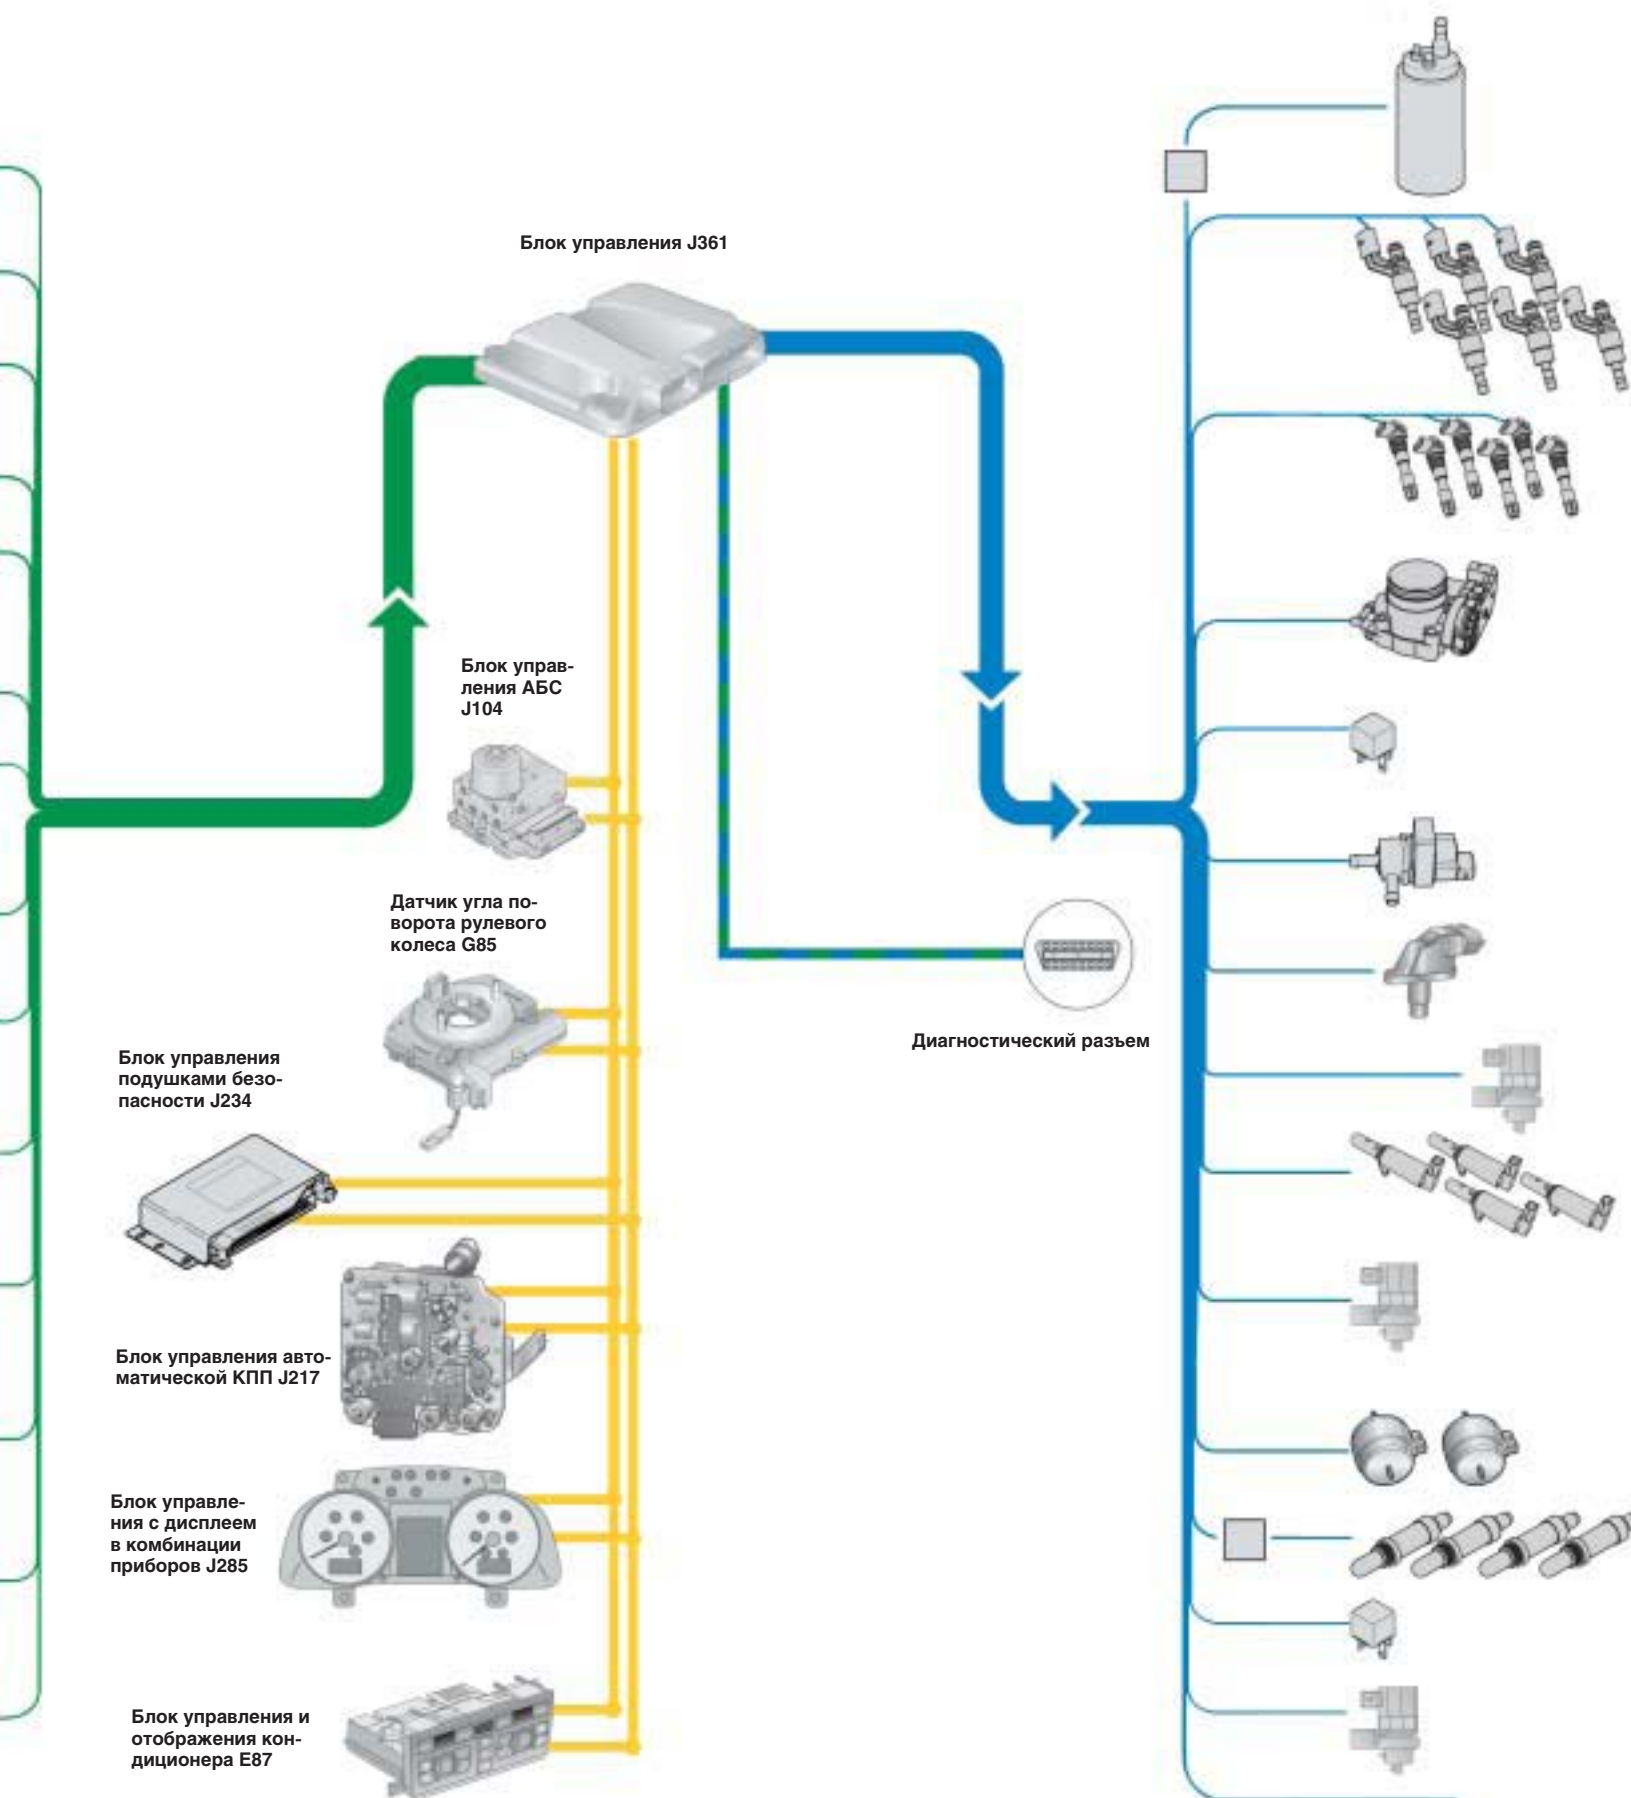 Блок управления J361
Блок управ-
ления АБС
J104
Датчик угла по-
ворота рулевого
колеса G85
Диагностический разъем
Блок управления
подушками безо-
пасности J234
Блок управления авто-
матической КПП J217
Блок управле-
ния с дисплеем
в комбинации
приборов J285
Блок управления и
отображения кон-
диционера E87